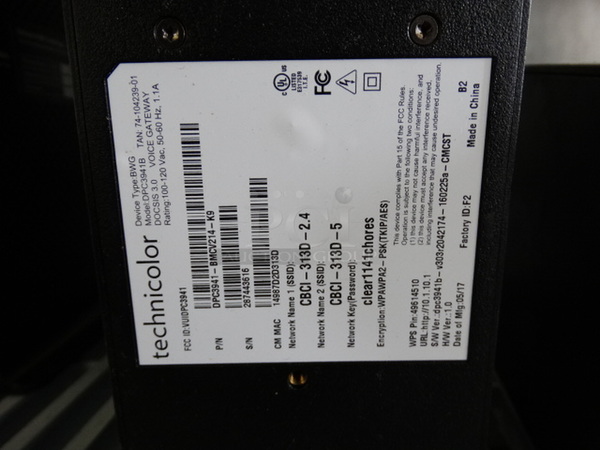 technicolor
Device Type:BWG
Model:DPC3941B TAN: 74-104239-01
DOCSIS 3.0 VOICE GATEWAY
Rating:100-120 Vac, 50-60 Hz, 1.1A
FCC ID:VUIDPC3941
P/N
DPC3941-BMCV214-K9
S/N
267443616
CM MAC
14987D2D313D
Network Name 1 (SSID):
CBCI-313D-2.4
Network Name 2 (SSID):
CBCI-313D-5
Network Key(Password):
clear1141chores
Encryption:WPAWPA2-PSK(TKIP/AES)
C UL US
LISTED
I.T.E.
FC
This device complies with Part 15 of the FCC Rules.
Operation is subject to the following two conditions:
(1) this device may not cause harmful interference, and
(2) this device must accept any interference received,
including interference that may cause undesired operation.
WPS Pin:49614510
URL:http://10.1.10.1
S/W Ver.:dpc3941b-v303r2042174-160225a-CMCST
H/W Ver.:1.0
Date of Mfg.:05/17
Factory ID:F2
Made in China
B2